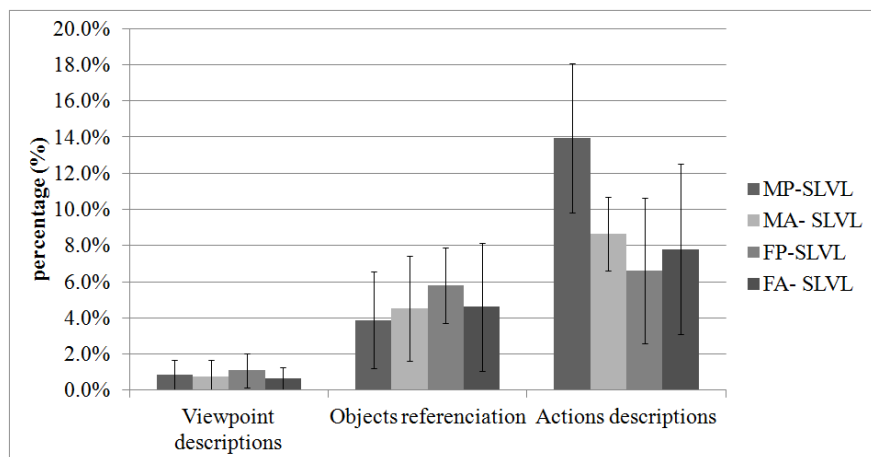 20.0%
18.0%
16.0%
14.0%
12.0%
10.0%
8.0%
6.0%
4.0%
2.0%
0.0%
percentage (%)
Viewpoint
descriptions
Objects referenciation
Actions descriptions
MP-SLVL
MA- SLVL
FP-SLVL
FA- SLVL